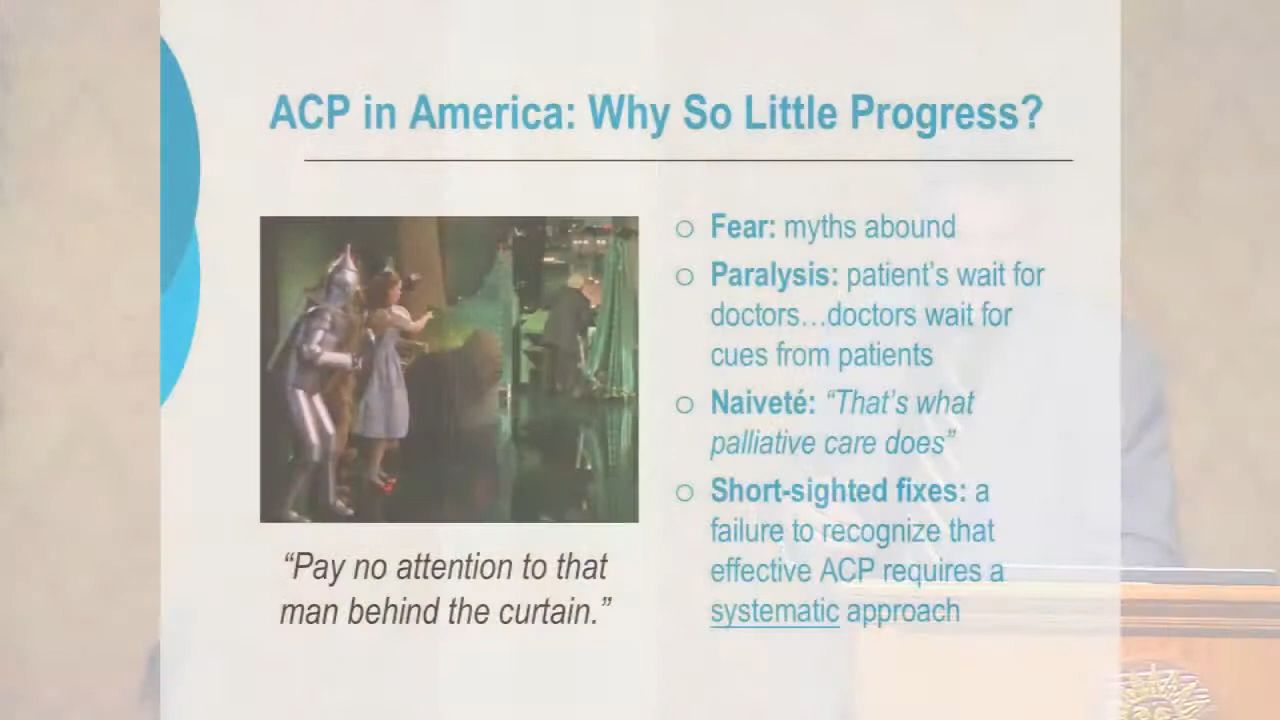 ACP in America: Why So Little Progress?
○ Fear: myths abound
○ Paralysis: patient's wait for
doctors…doctors wait for
cues from patients
○ Naiveté: “That's what
palliative care does”
○ Short-sighted fixes: a
failure to recognize that
effective ACP requires a
systematic approach
“Pay no attention to that
man behind the curtain.”